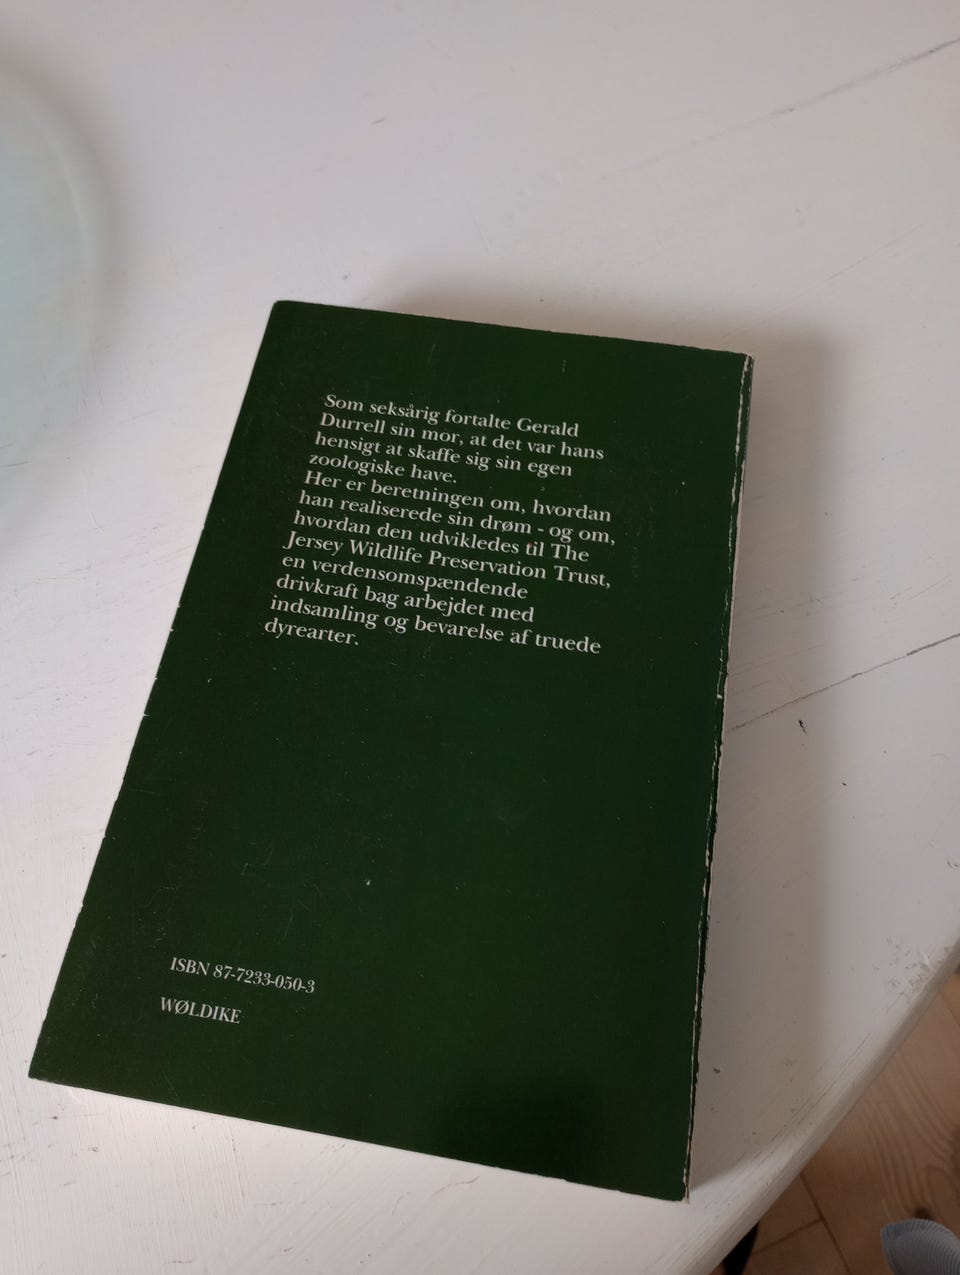 Som seksårig fortalte Gerald
Durrell sin mor, at det var hans
hensigt at skaffe sig sin egen
zoologiske have.
Her er beretningen om, hvordan
han realiserede sin drøm - og om,
hvordan den udvikledes til The
Jersey Wildlife Preservation Trust,
en verdensomspændende
drivkraft bag arbejdet med
indsamling og bevarelse af truede
dyrearter.
ISBN 87-7233-050-3
WØLDIKE